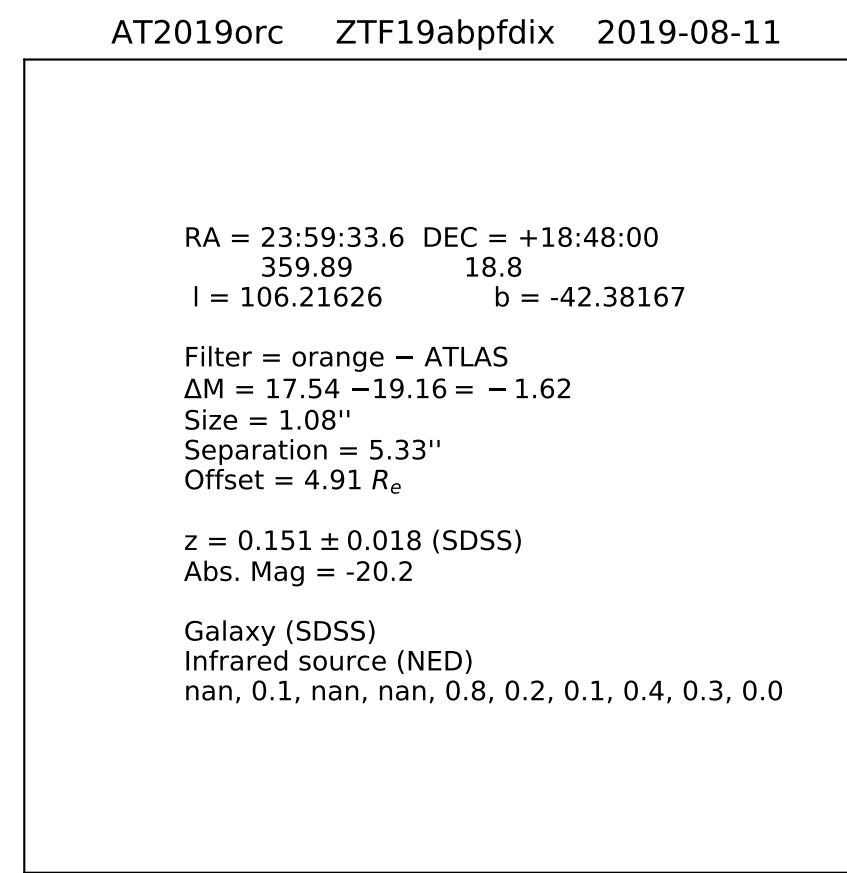 AT2019orc ZTF19abpfdix 2019-08-11
RA = 23:59:33.6 DEC = +18:48:00
359.89 18.8
l = 106.21626 b = -42.38167
Filter = orange − ATLAS
ΔM = 17.54 −19.16 = − 1.62
Size = 1.08''
Separation = 5.33''
Offset = 4.91 Re
z = 0.151 ± 0.018 (SDSS)
Abs. Mag = -20.2
Galaxy (SDSS)
Infrared source (NED)
nan, 0.1, nan, nan, 0.8, 0.2, 0.1, 0.4, 0.3, 0.0